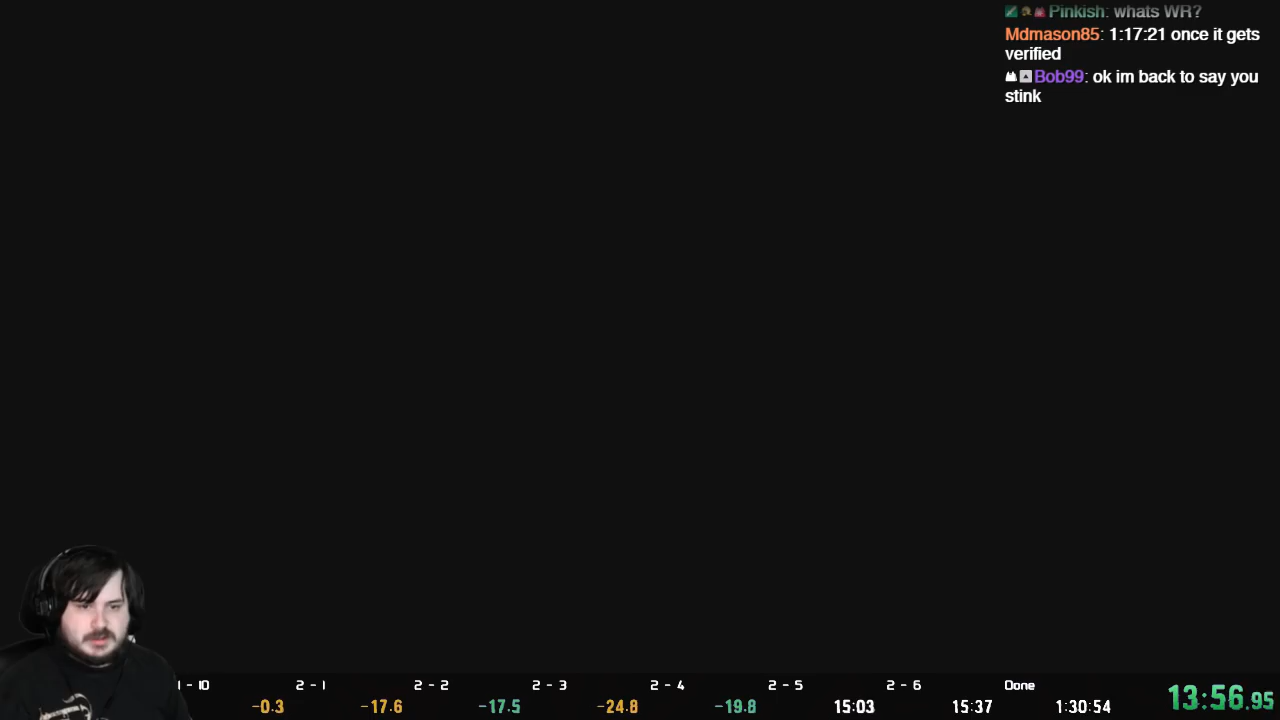 Pinkish: whats WR?
Mdmason85: 1:17:21 once it gets
verified
Bob99: ok im back to say you
stink
1 - 10 2 - 1 2 - 2 2 - 3 2 - 4 2 - 5 2 - 6 Done
-0.3 -17.6 -17.5 -24.8 -19.8 15:03 15:37 1:30:54
13:56.95